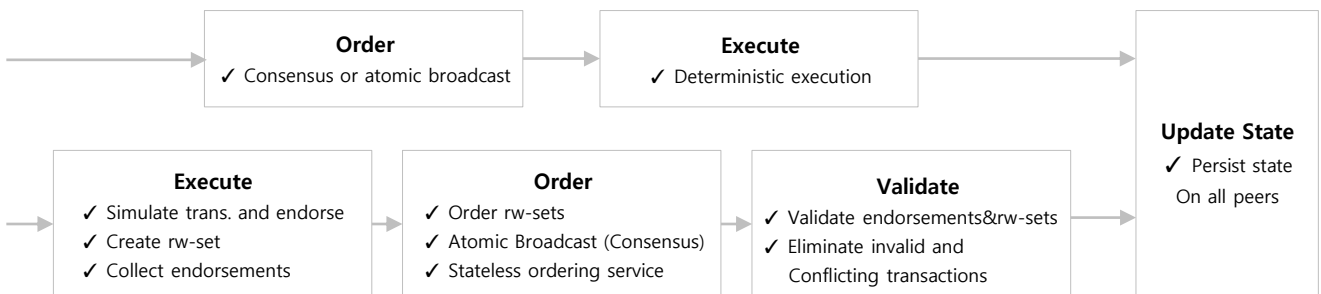 Order
✓ Consensus or atomic broadcast
Execute
✓ Deterministic execution
Update State
✓ Persist state
On all peers
Execute
✓ Simulate trans. and endorse
✓ Create rw-set
✓ Collect endorsements
Order
✓ Order rw-sets
✓ Atomic Broadcast (Consensus)
✓ Stateless ordering service
Validate
✓ Validate endorsements&rw-sets
✓ Eliminate invalid and
Conflicting transactions